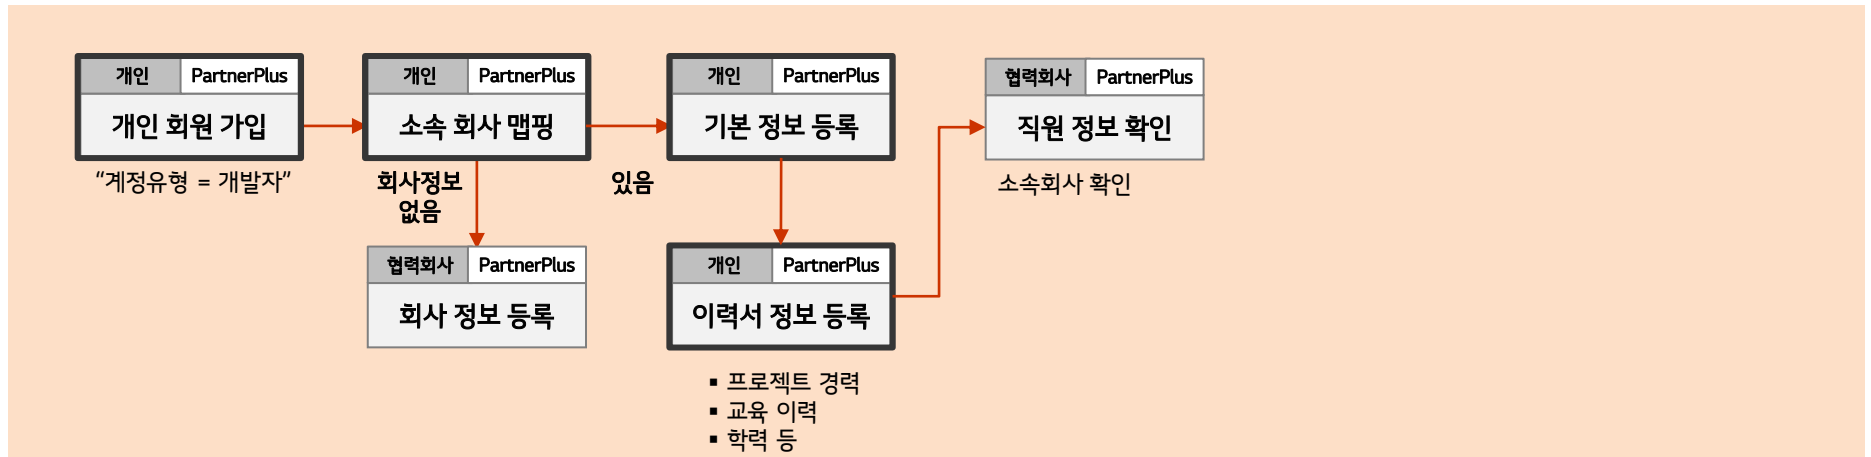 개인 PartnerPlus
개인 회원 가입
“계정유형 = 개발자”
개인 PartnerPlus
소속 회사 맵핑
회사정보
없음
있음
협력회사 PartnerPlus
회사 정보 등록
개인 PartnerPlus
기본 정보 등록
개인 PartnerPlus
이력서 정보 등록
▪ 프로젝트 경력
▪ 교육 이력
▪ 학력 등
협력회사 PartnerPlus
직원 정보 확인
소속회사 확인